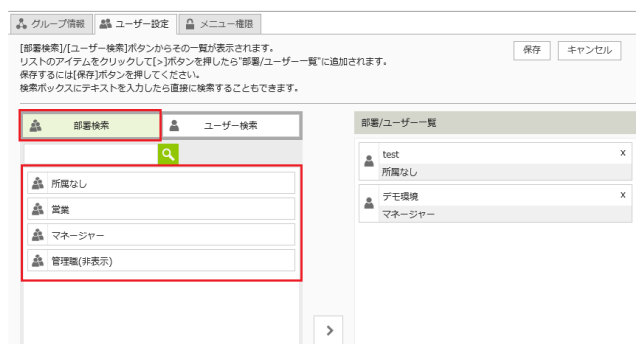 グループ情報 ユーザー設定 メニュー権限
[部署検索]/[ユーザー検索]ボタンからその一覧が表示されます。
リストのアイテムをクリックして[>]ボタンを押したら"部署/ユーザー一覧"に追加されます。
保存するには[保存]ボタンを押してください。
検索ボックスにテキストを入力したら直接に検索することもできます。
保存 キャンセル
部署検索 ユーザー検索
所属なし
営業
マネージャー
管理職(非表示)
>
部署/ユーザー一覧
test x
所属なし
デモ環境 x
マネージャー